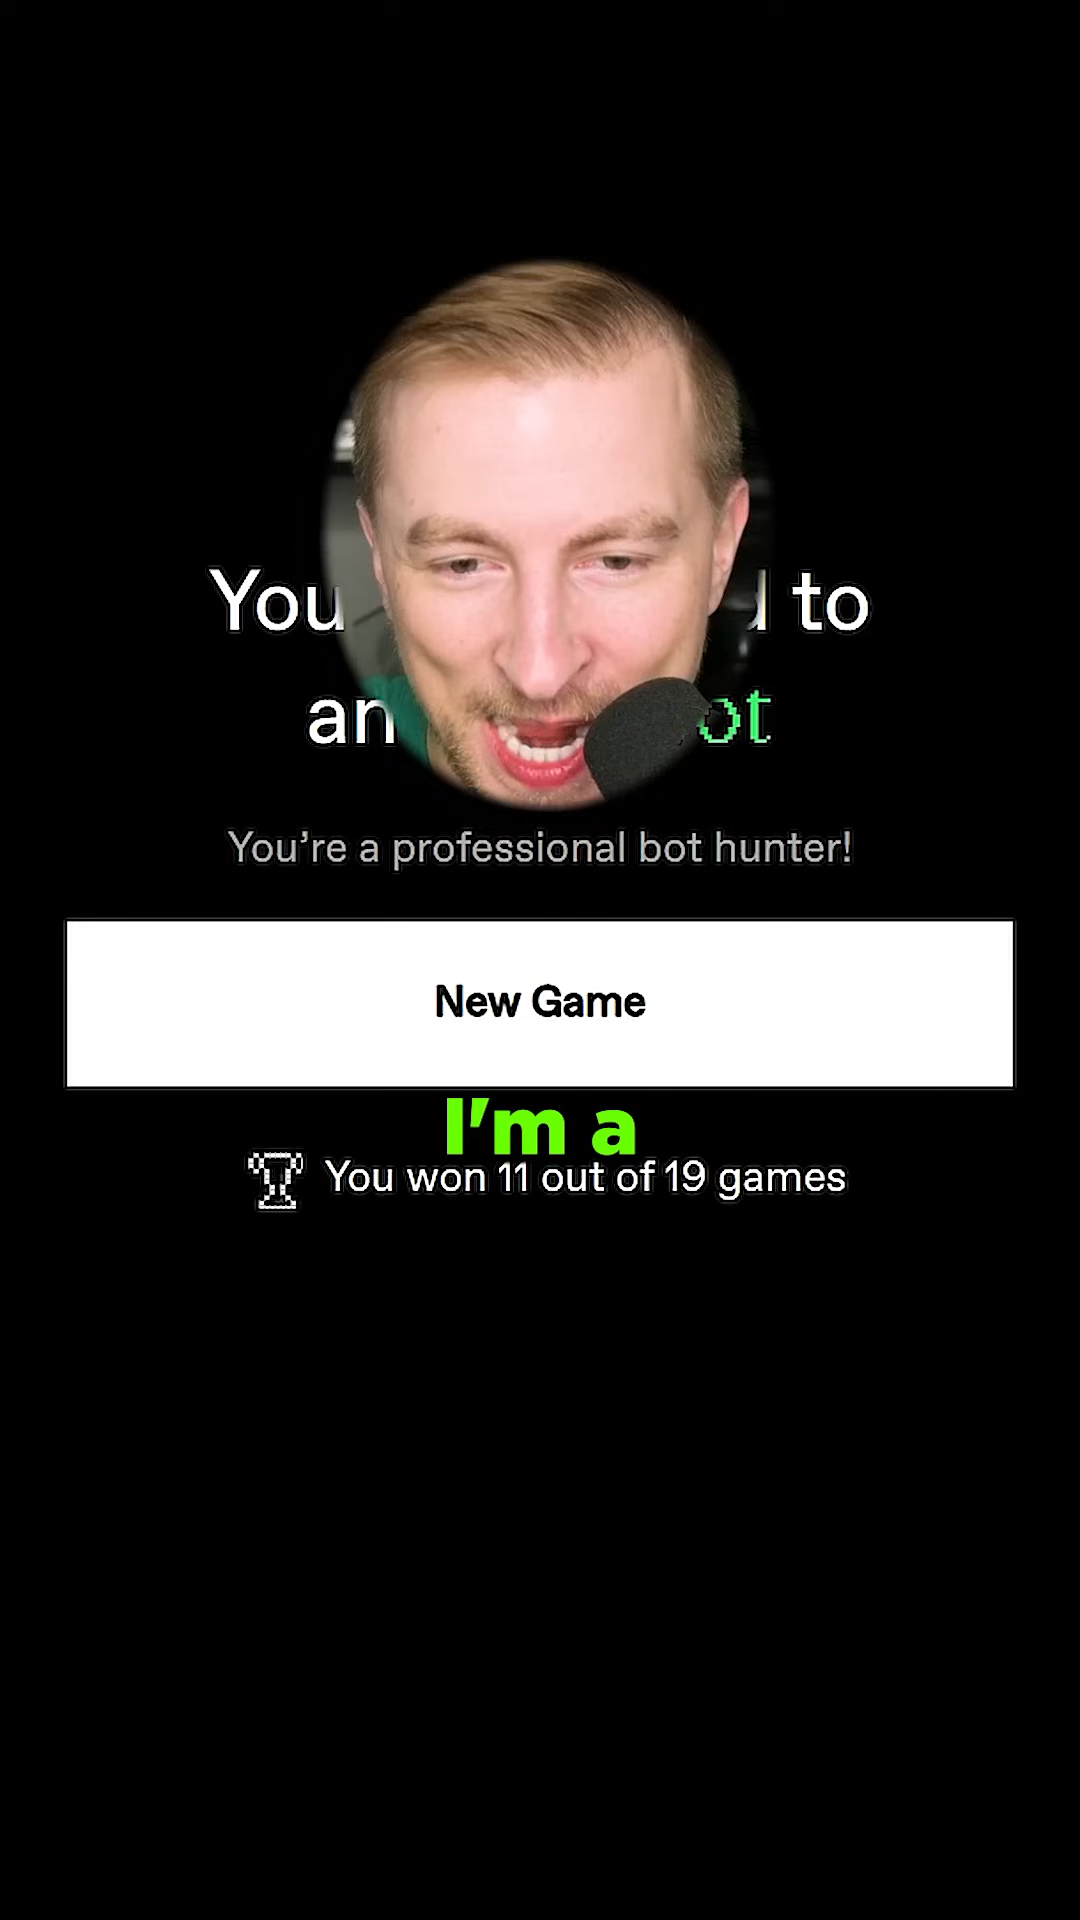 You to
an ot
You're a professional bot hunter!
New Game
I'm a
You won 11 out of 19 games